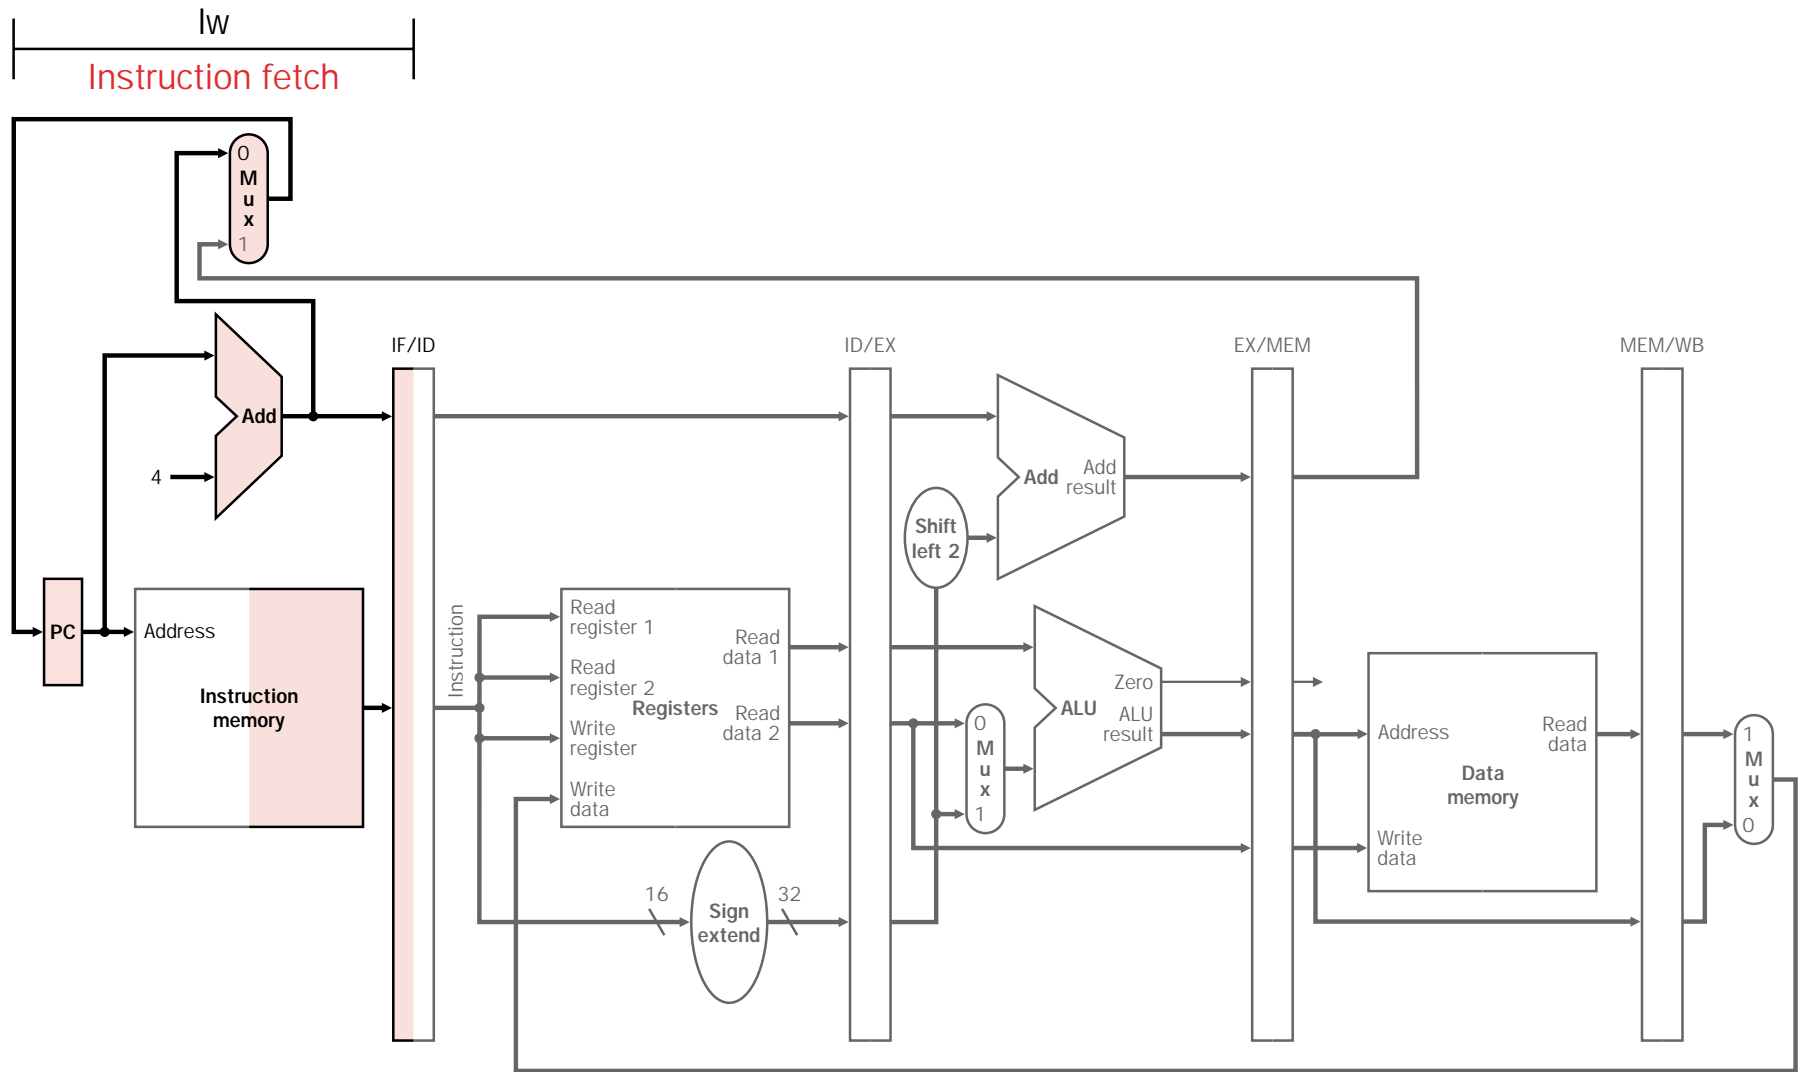 lw
Instruction fetch
0
M
u
x
1
IF/ID
ID/EX
EX/MEM
MEM/WB
Add
4
Add
Add
result
Shift
left 2
PC
Address
Instruction
memory
Instruction
Read
register 1
Read
register 2
Write
register
Write
data
Registers
Read
data 1
Read
data 2
0
M
u
x
1
Zero
ALU
ALU
result
Address
Write
data
Data
memory
Read
data
1
M
u
x
0
16
Sign
extend
32